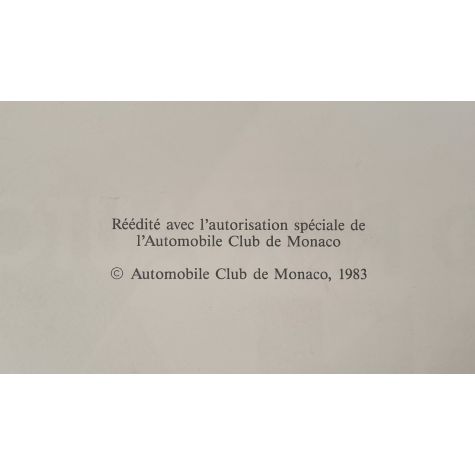 Réédité avec l'autorisation spéciale de
l'Automobile Club de Monaco
© Automobile Club de Monaco, 1983